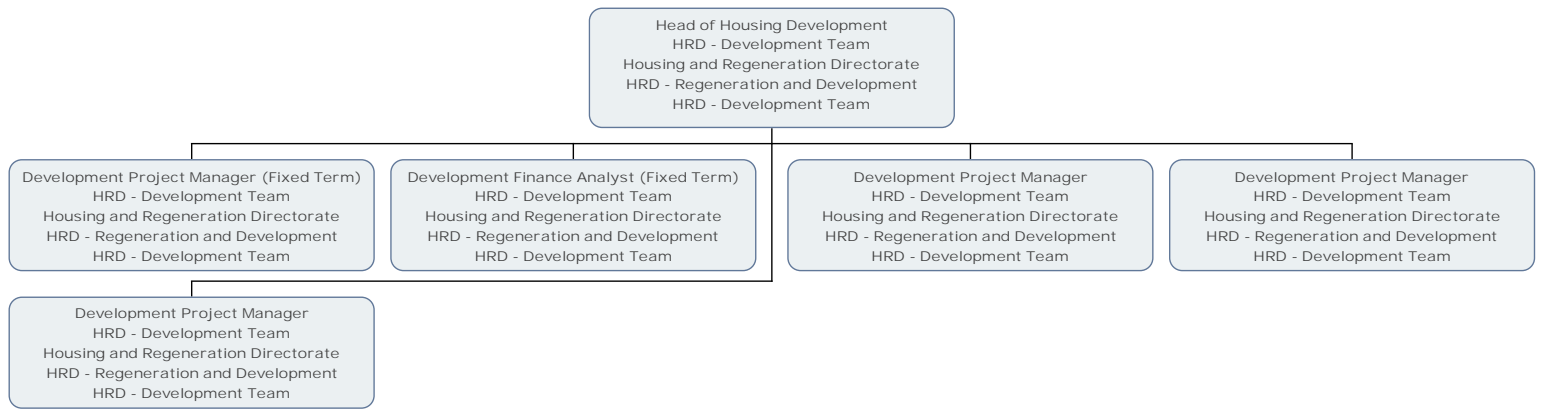 Head of Housing Development
HRD - Development Team
Housing and Regeneration Directorate
HRD - Regeneration and Development
HRD - Development Team
Development Project Manager (Fixed Term)
HRD - Development Team
Housing and Regeneration Directorate
HRD - Regeneration and Development
HRD - Development Team
Development Finance Analyst (Fixed Term)
HRD - Development Team
Housing and Regeneration Directorate
HRD - Regeneration and Development
HRD - Development Team
Development Project Manager
HRD - Development Team
Housing and Regeneration Directorate
HRD - Regeneration and Development
HRD - Development Team
Development Project Manager
HRD - Development Team
Housing and Regeneration Directorate
HRD - Regeneration and Development
HRD - Development Team
Development Project Manager
HRD - Development Team
Housing and Regeneration Directorate
HRD - Regeneration and Development
HRD - Development Team